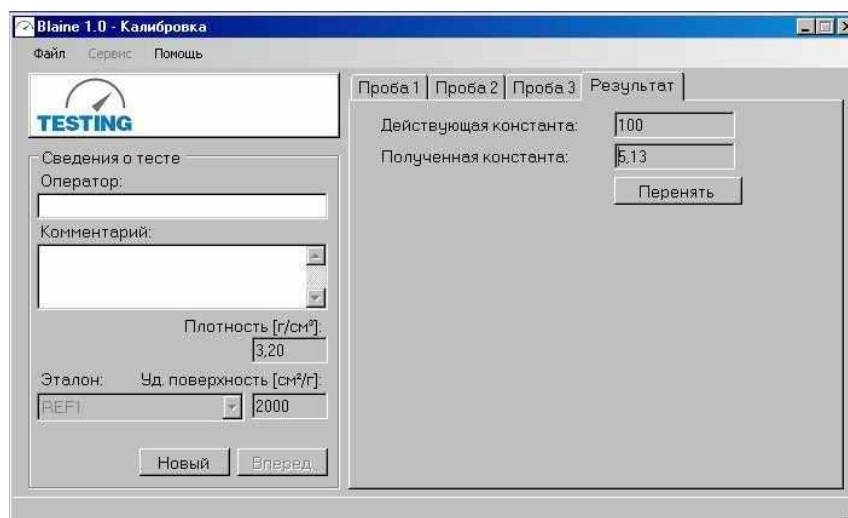 Blaine 1.0 - Калибровка
Файл Сервис Помощь
TESTING
Сведения о тесте
Оператор:
Комментарий:
Плотность [г/см³]:
3,20
Эталон: Уд. поверхность [см²/г]:
REF1 2000
Новый Вперед
Проба 1 Проба 2 Проба 3 Результат
Действующая константа: 100
Полученная константа: 5,13
Перенять